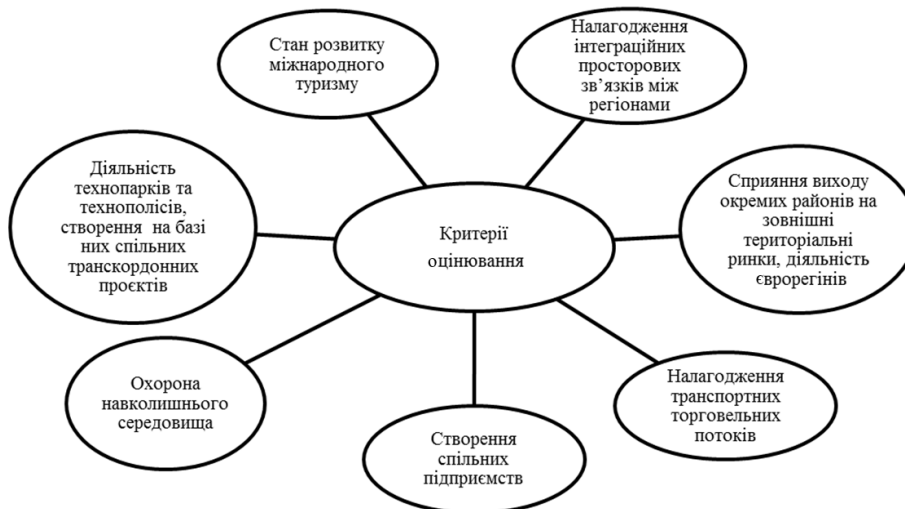 Стан розвитку
міжнародного
туризму
Налагодження
інтеграційних
просторових
зв’язків між
регіонами
Діяльність
технопарків та
технополісів,
створення на базі
них спільних
транскордонних
проєктів
Критерії
оцінювання
Сприяння виходу
окремих районів на
зовнішні
територіальні
ринки, діяльність
єврорегінів
Охорона
навколишнього
середовища
Створення
спільних
підприємств
Налагодження
транспортних
торговельних
потоків